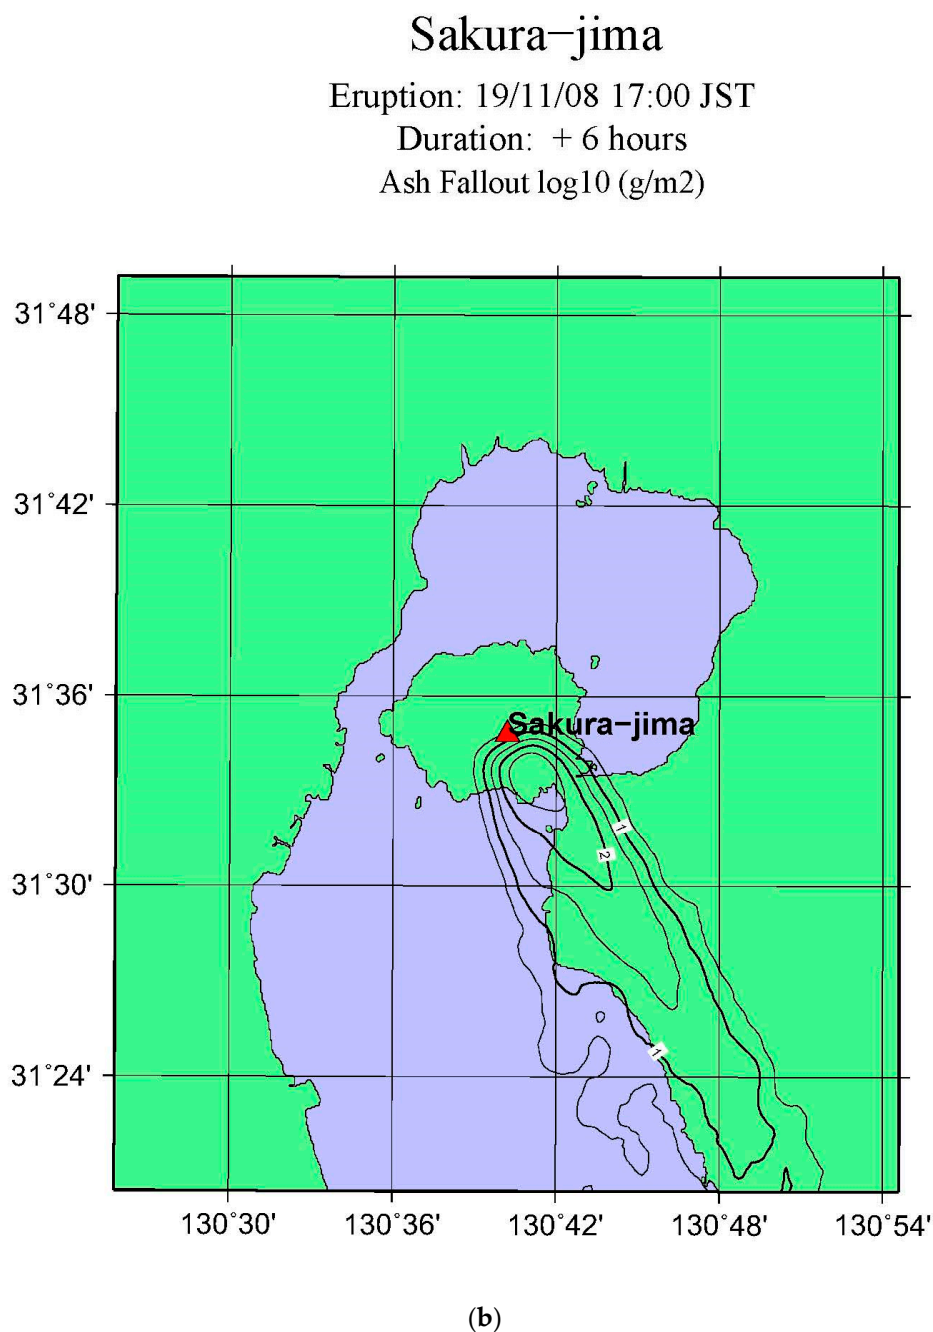 Sakura−jima
Eruption: 19/11/08 17:00 JST
Duration: + 6 hours
Ash Fallout log10 (g/m2)
31°48'
31°42'
31°36'
Sakura−jima
1
2
31°30'
1
31°24'
130°30' 130°36' 130°42' 130°48' 130°54'
(b)